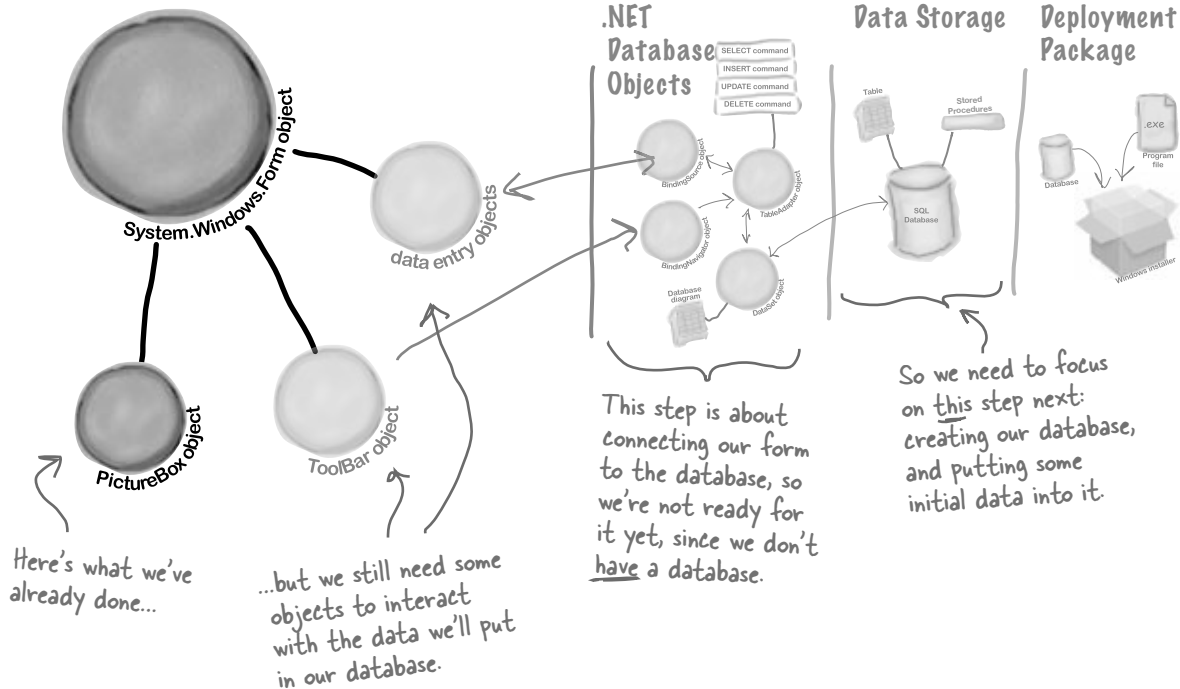 System.Windows.Form object
data entry objects
PictureBox object
ToolBar object
Here's what we've
already done...
...but we still need some
objects to interact
with the data we'll put
in our database.
.NET
Database
Objects
SELECT command
INSERT command
UPDATE command
DELETE command
BindingSource object
TableAdapter object
BindingNavigator object
DataSet object
Database
diagram
This step is about
connecting our form
to the database, so
we're not ready for
it yet, since we don't
have a database.
Data Storage
Table
Stored
Procedures
SQL
Database
So we need to focus
on this step next:
creating our database,
and putting some
initial data into it.
Deployment
Package
.exe
Program
file
Database
Windows installer